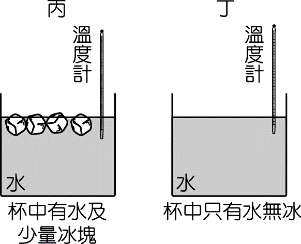 丙
丁
溫度計
溫度計
水
水
杯中有水及
少量冰塊
杯中只有水無冰